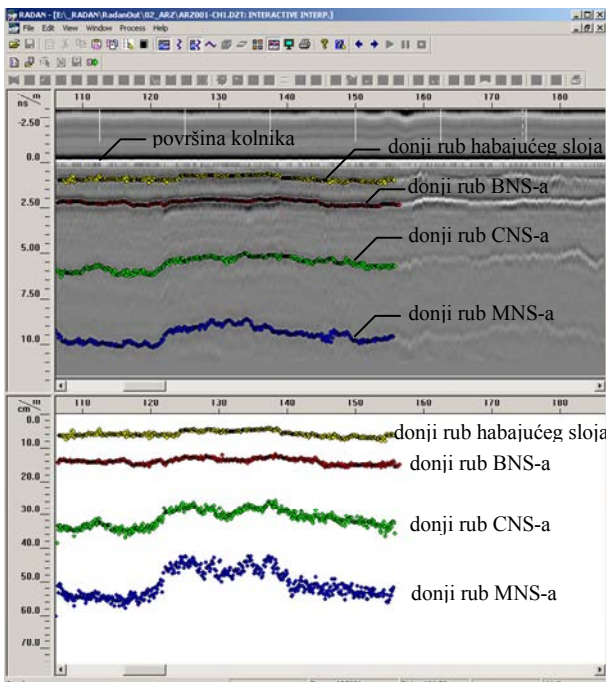 RADAN - [E:\_RADAN\RadanOut\02_ARZ\ARZ001-CH1.DZT: INTERACTIVE INTERP.]
File Edit View Window Process Help
m
ns
110 120 130 140 150 160 170 180
-2.50
0.0
2.50
5.00
7.50
10.0
površina kolnika
donji rub habajućeg sloja
donji rub BNS-a
donji rub CNS-a
donji rub MNS-a
m
cm
110 120 130 140 150 160 170 180
0.0
10.0
20.0
30.0
40.0
50.0
60.0
70.0
donji rub habajućeg sloja
donji rub BNS-a
donji rub CNS-a
donji rub MNS-a